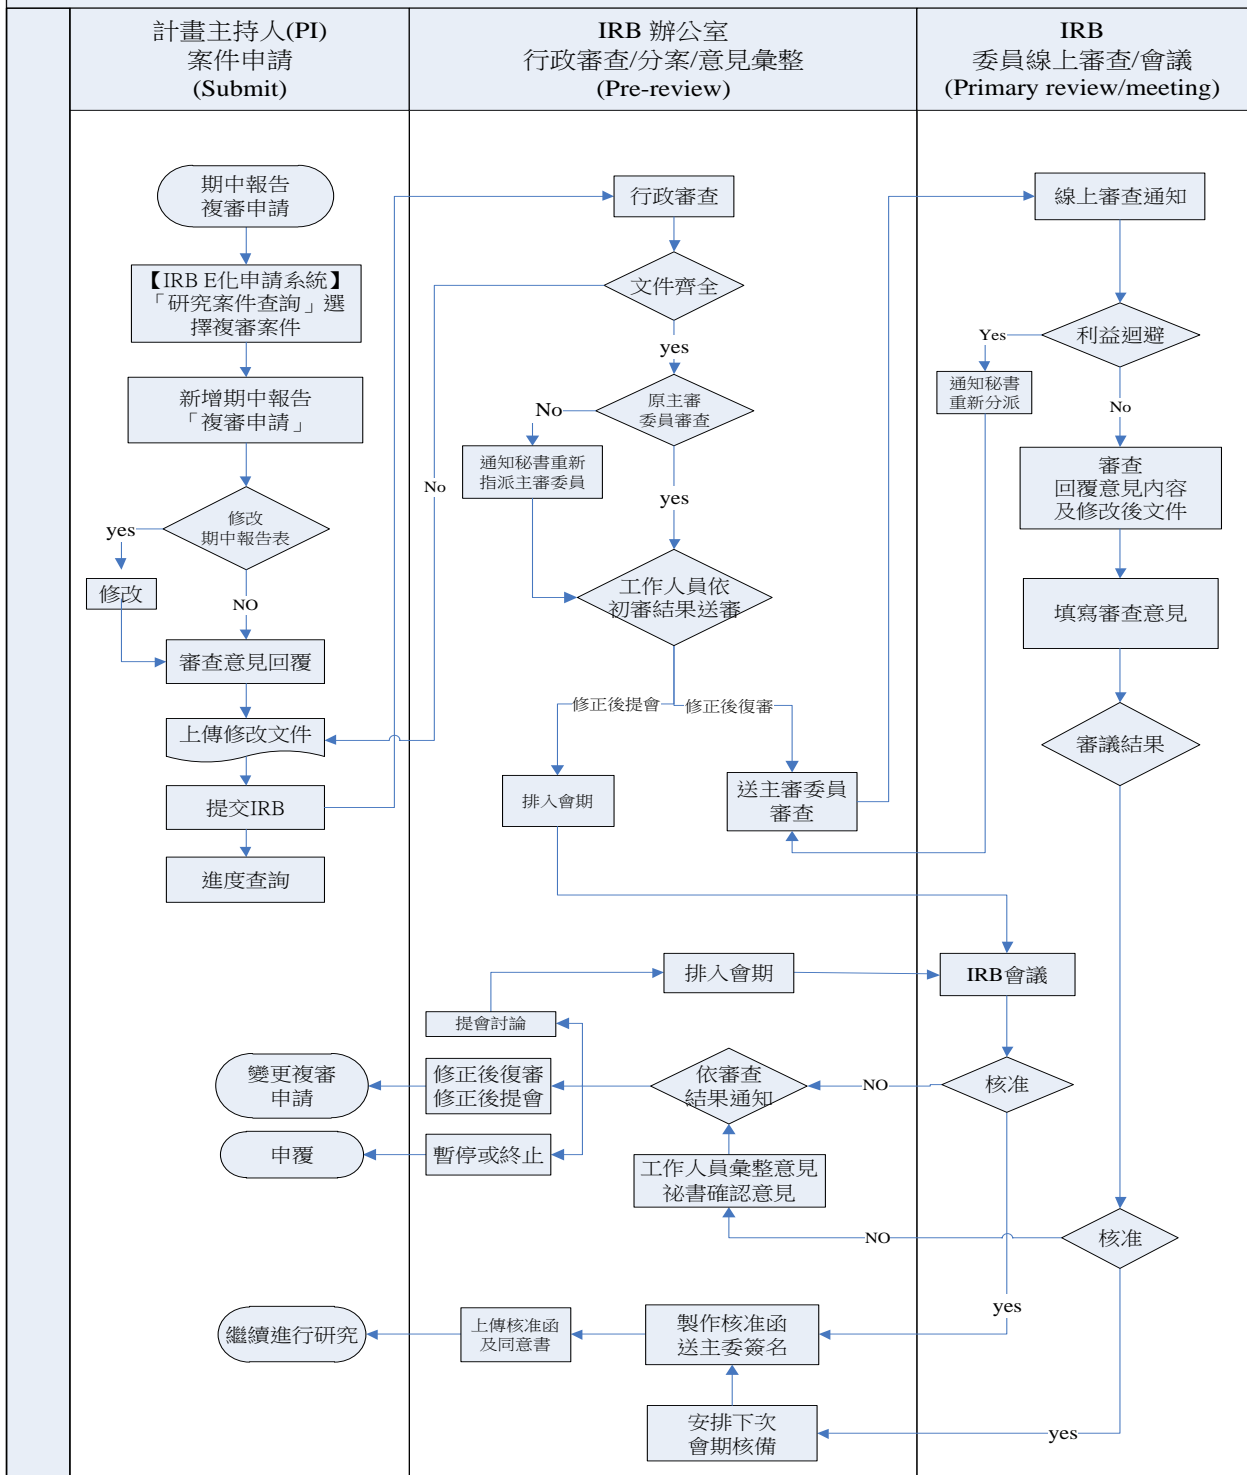 計畫主持人(PI)
案件申請
(Submit)
IRB 辦公室
行政審查/分案/意見彙整
(Pre-review)
IRB
委員線上審查/會議
(Primary review/meeting)
期中報告
複審申請
【IRB E化申請系統】
「研究案件查詢」選
擇複審案件
新增期中報告
「複審申請」
修改
期中報告表
yes
修改
NO
審查意見回覆
上傳修改文件
提交IRB
進度查詢
行政審查
文件齊全
No
yes
原主審
委員審查
No
通知秘書重新
指派主審委員
yes
工作人員依
初審結果送審
修正後提會
修正後復審
排入會期
送主審委員
審查
線上審查通知
利益迴避
Yes
通知秘書
重新分派
No
審查
回覆意見內容
及修改後文件
填寫審查意見
審議結果
排入會期
IRB會議
提會討論
變更複審
申請
修正後復審
修正後提會
依審查
結果通知
NO
核准
申覆
暫停或終止
工作人員彙整意見
祕書確認意見
NO
核准
yes
繼續進行研究
上傳核准函
及同意書
製作核准函
送主委簽名
安排下次
會期核備
yes